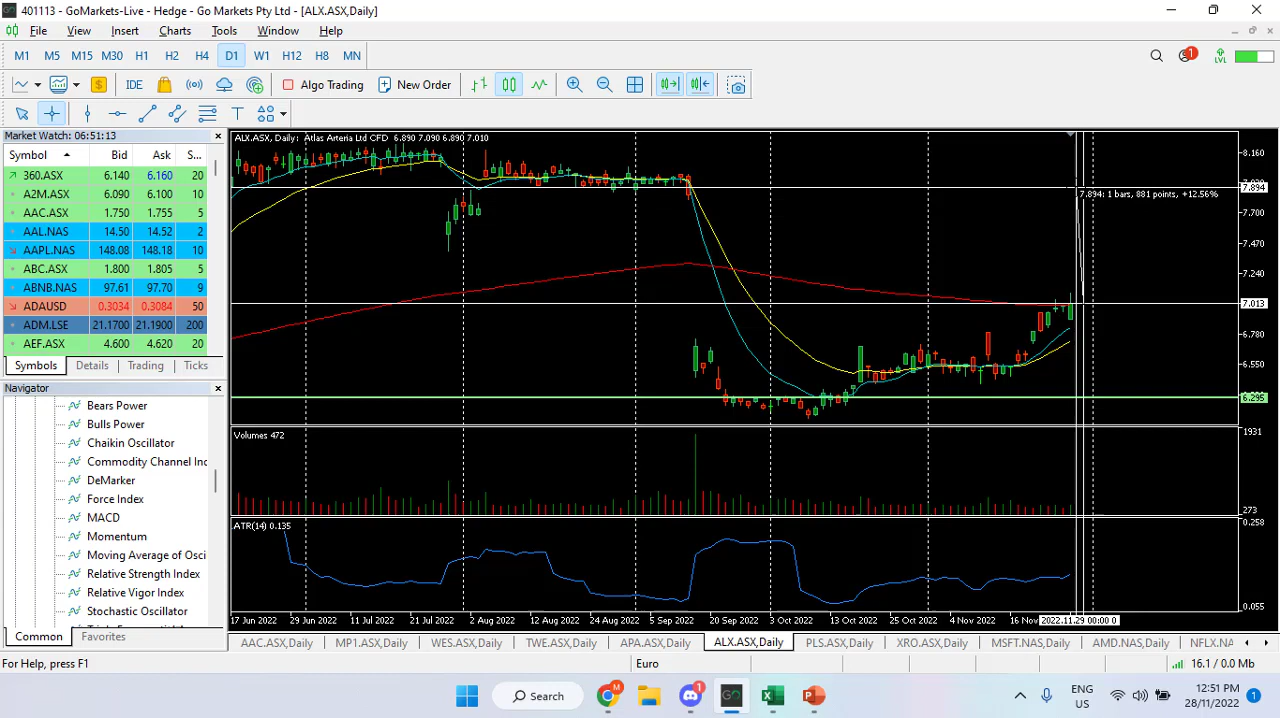 401113 - GoMarkets-Live - Hedge - Go Markets Pty Ltd - [ALX.ASX,Daily]
File View Insert Charts Tools Window Help
M1 M5 M15 M30 H1 H2 H4 D1 W1 H12 H8 MN
1 LVL
IDE Algo Trading New Order
Market Watch: 06:51:13
Symbol Bid Ask S...
360.ASX 6.140 6.160 20
A2M.ASX 6.090 6.100 10
AAC.ASX 1.750 1.755 5
AAL.NAS 14.50 14.52 2
AAPL.NAS 148.08 148.18 10
ABC.ASX 1.800 1.805 5
ABNB.NAS 97.61 97.70 9
ADAUSD 0.3034 0.3084 50
ADM.LSE 21.1700 21.1900 200
AEF.ASX 4.600 4.620 20
Symbols Details Trading Ticks
Navigator
Bears Power
Bulls Power
Chaikin Oscillator
Commodity Channel Inc
DeMarker
Force Index
MACD
Momentum
Moving Average of Osci
Relative Strength Index
Relative Vigor Index
Stochastic Oscillator
Common Favorites
ALX.ASX, Daily: Atlas Arteria Ltd CFD 6.890 7.090 6.890 7.010
8.160
7.894
7.894: 1 bars, 881 points, +12.56%
7.700
7.470
7.240
7.013
6.780
6.550
6.295
Volumes 472
1931
273
ATR(14) 0.135
0.258
0.055
17 Jun 2022 29 Jun 2022 11 Jul 2022 21 Jul 2022 2 Aug 2022 12 Aug 2022 24 Aug 2022 5 Sep 2022 20 Sep 2022 3 Oct 2022 13 Oct 2022 25 Oct 2022 4 Nov 2022 16 Nov 2022.11.29 00:00 0
AAC.ASX,Daily MP1.ASX,Daily WES.ASX,Daily TWE.ASX,Daily APA.ASX,Daily ALX.ASX,Daily PLS.ASX,Daily XRO.ASX,Daily MSFT.NAS,Daily AMD.NAS,Daily NFLX.NA
For Help, press F1 Euro 16.1 / 0.0 Mb
Search
M
1
GO
ENG
US
12:51 PM
28/11/2022
1